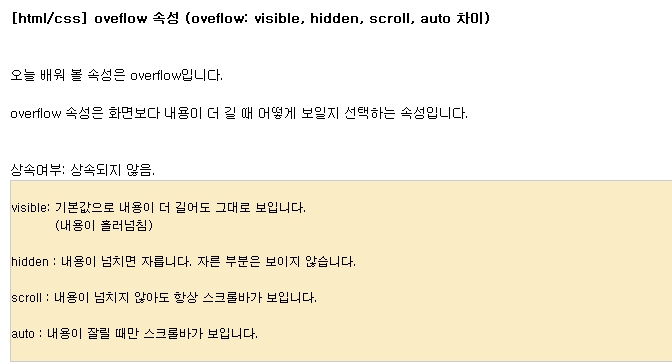 [html/css] oveflow 속성 (oveflow: visible, hidden, scroll, auto 차이)
오늘 배워 볼 속성은 overflow입니다.
overflow 속성은 화면보다 내용이 더 길 때 어떻게 보일지 선택하는 속성입니다.
상속여부: 상속되지 않음.
visible: 기본값으로 내용이 더 길어도 그대로 보입니다.
(내용이 흘러넘침)
hidden : 내용이 넘치면 자릅니다. 자른 부분은 보이지 않습니다.
scroll : 내용이 넘치지 않아도 항상 스크롤바가 보입니다.
auto : 내용이 잘릴 때만 스크롤바가 보입니다.